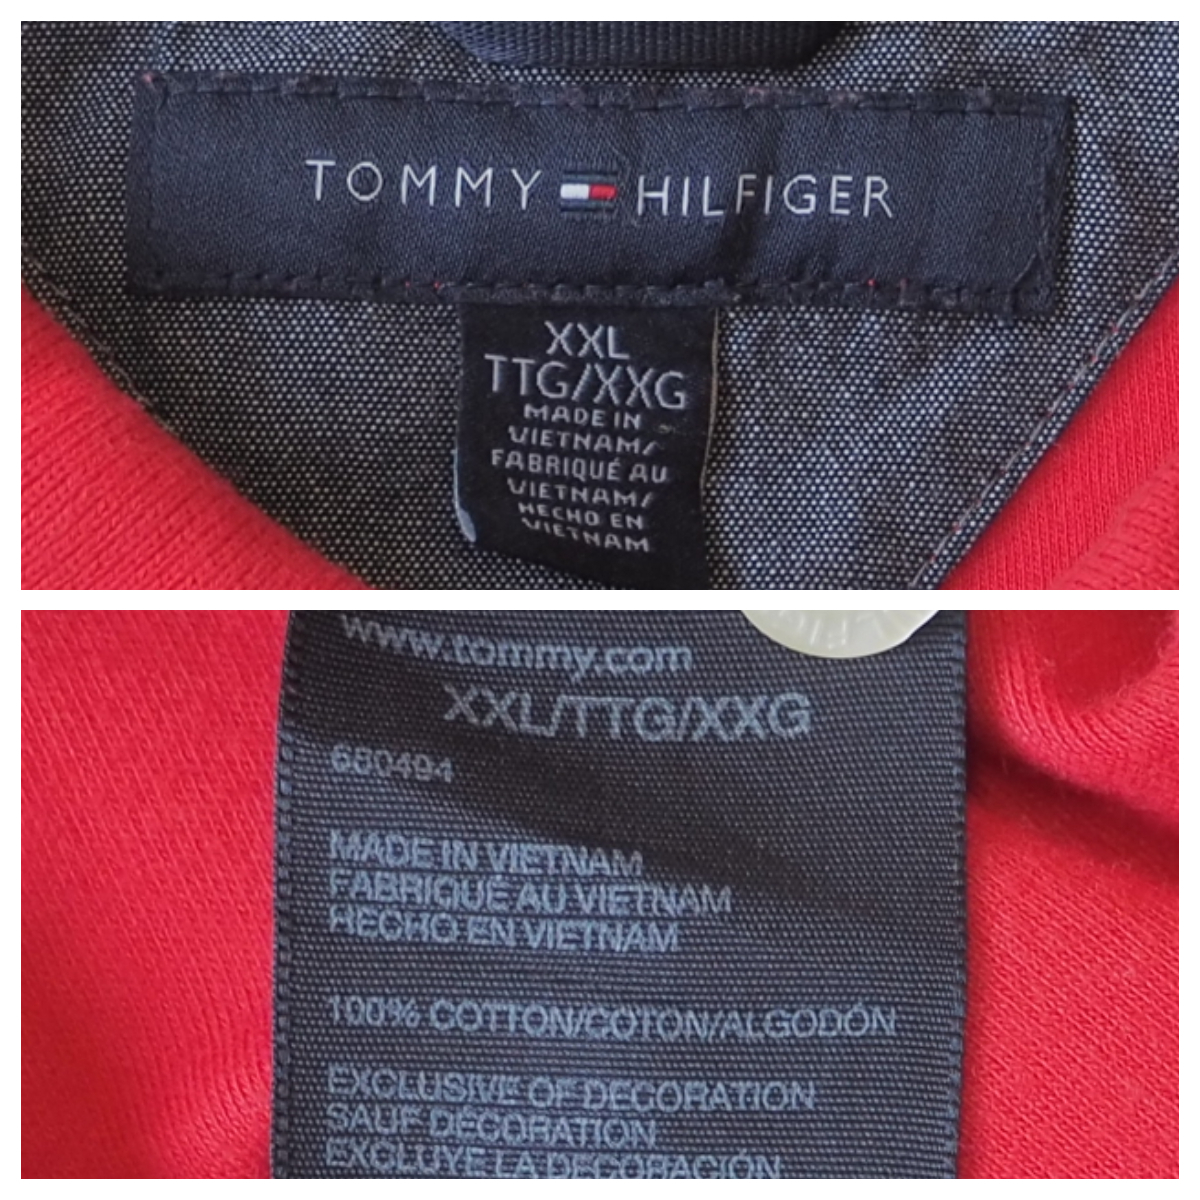 TOMMY HILFIGER
XXL
TTG/XXG
MADE IN
VIETNAM/
FABRIQUÉ AU
VIETNAM/
HECHO EN
VIETNAM
www.tommy.com
XXL/TTG/XXG
680494
MADE IN VIETNAM
FABRIQUÉ AU VIETNAM
HECHO EN VIETNAM
100% COTTON/COTON/ALGODÓN
EXCLUSIVE OF DECORATION
SAUF DÉCORATION
EXCLUYE LA DECORACIÓN